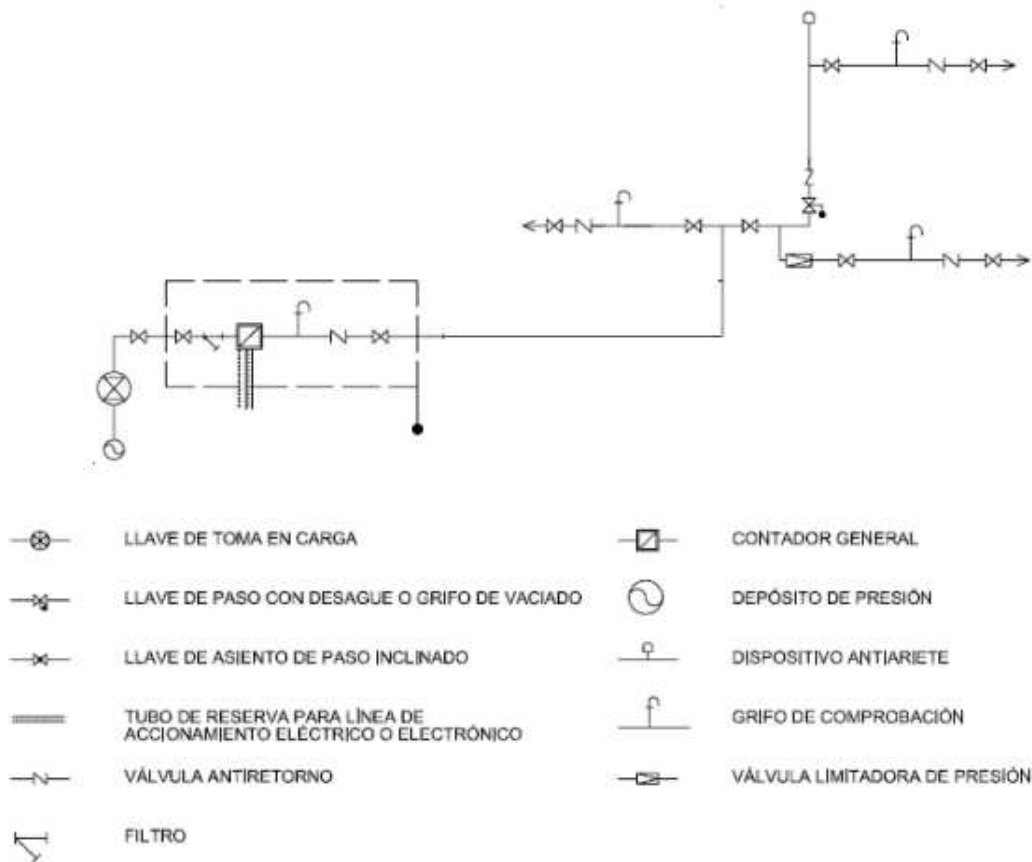 LLAVE DE TOMA EN CARGA
LLAVE DE PASO CON DESAGUE O GRIFO DE VACIADO
LLAVE DE ASIENTO DE PASO INCLINADO
TUBO DE RESERVA PARA LÍNEA DE
ACCIONAMIENTO ELÉCTRICO O ELECTRÓNICO
VÁLVULA ANTIRETORNO
FILTRO
CONTADOR GENERAL
DEPÓSITO DE PRESIÓN
DISPOSITIVO ANTIARIETE
GRIFO DE COMPROBACIÓN
VÁLVULA LIMITADORA DE PRESIÓN